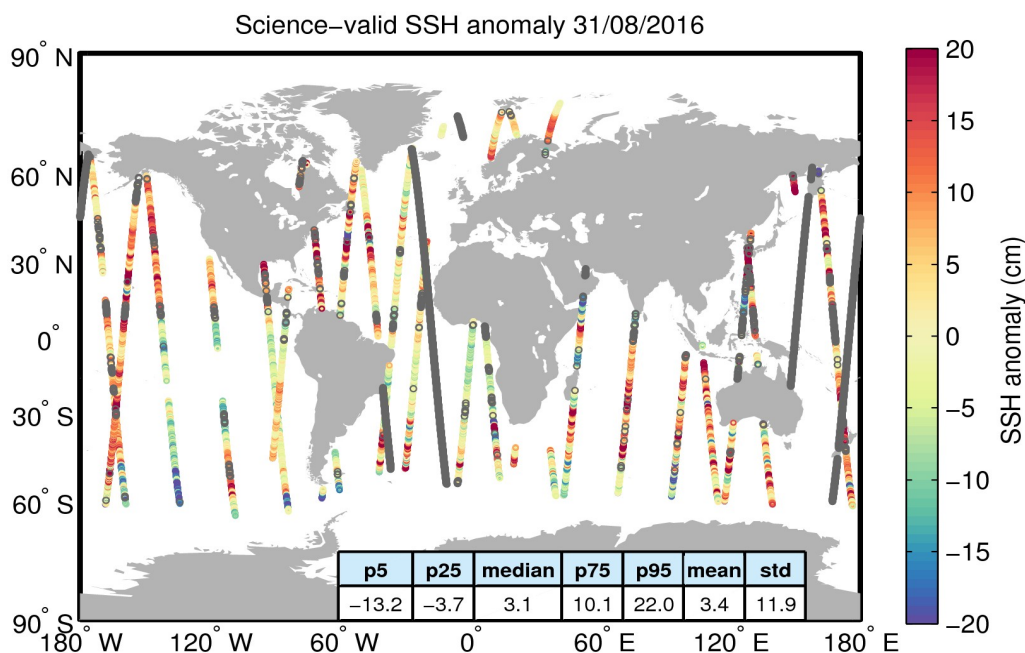 Science−valid SSH anomaly 31/08/2016
90° N
60° N
30° N
0°
30° S
60° S
90° S
180° W
120° W
60° W
0°
60° E
120° E
180° E
p5 p25 median p75 p95 mean std
−13.2 −3.7 3.1 10.1 22.0 3.4 11.9
20
15
10
5
0
−5
−10
−15
−20
SSH anomaly (cm)